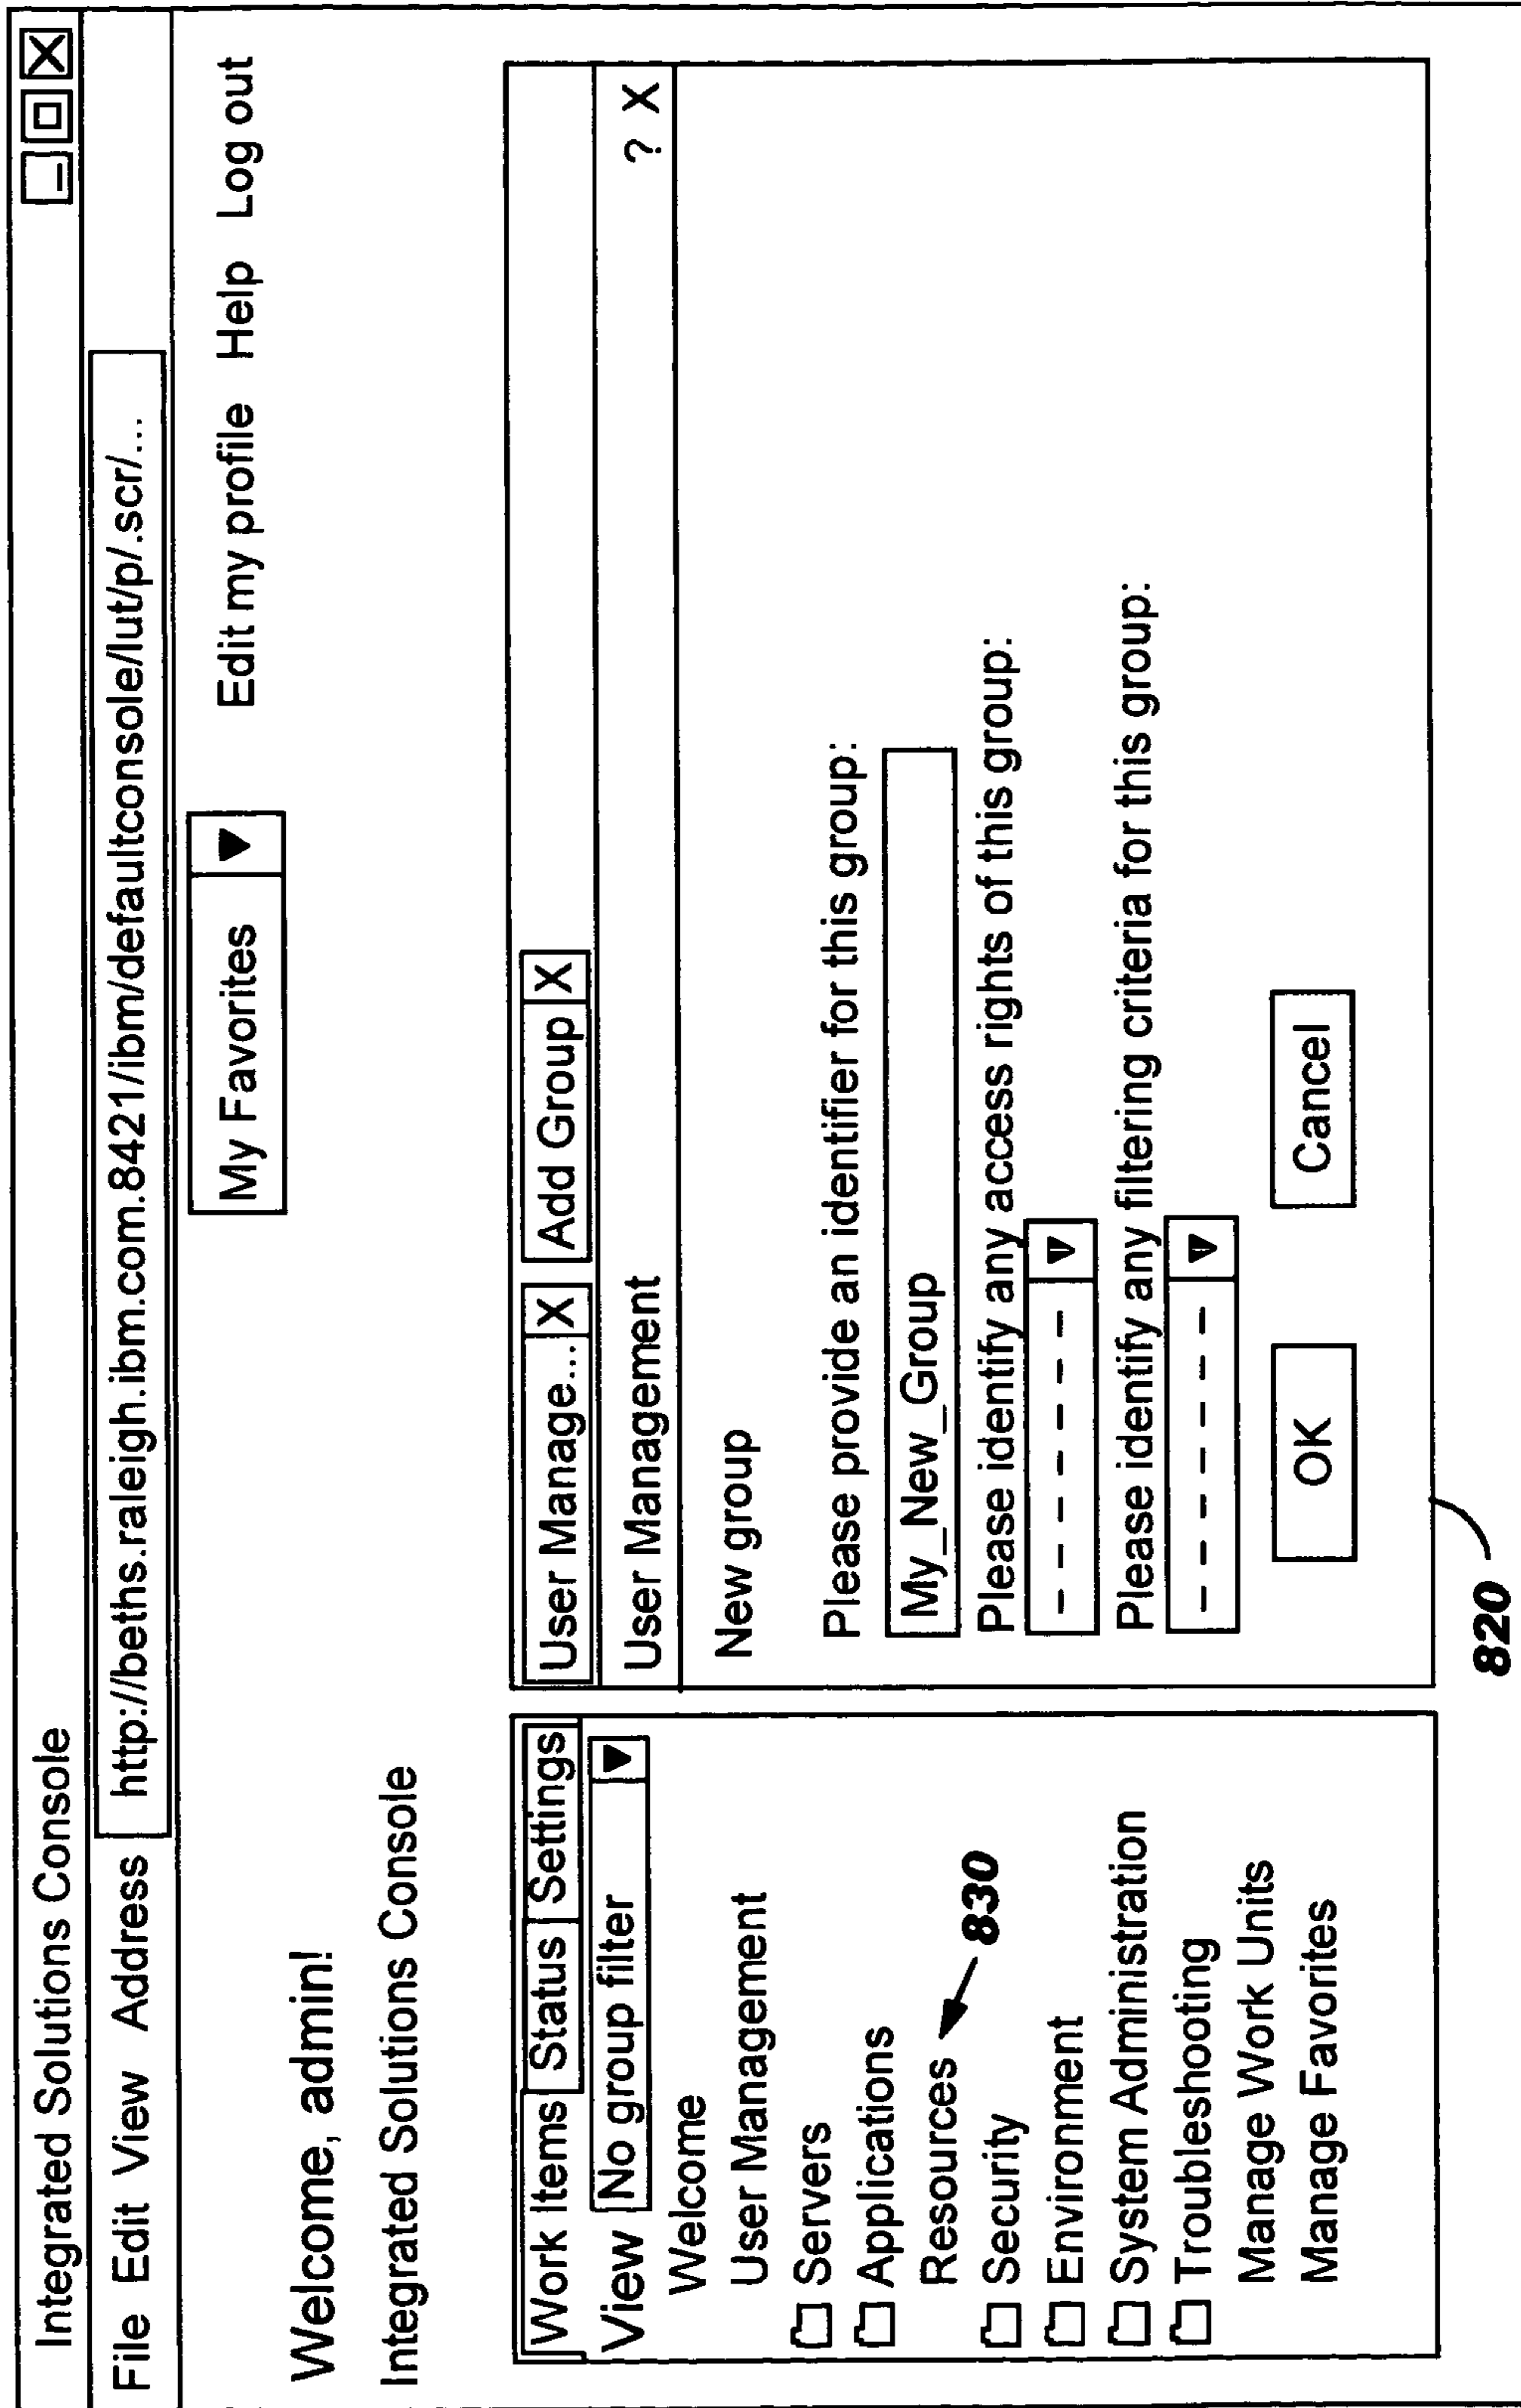 Integrated Solutions Console
File Edit View Address http://beths.raleigh.ibm.com.8421/ibm/defaultconsole/lut/p/.scr/...
My Favorites Edit my profile Help Log out
Welcome, admin!
Integrated Solutions Console
Work Items Status Settings
View No group filter
Welcome
User Management
Servers
Applications
Resources 830
Security
Environment
System Administration
Troubleshooting
Manage Work Units
Manage Favorites
User Manage... X Add Group X
User Management ? X
New group
Please provide an identifier for this group:
My_New_Group
Please identify any access rights of this group:
Please identify any filtering criteria for this group:
OK Cancel
820